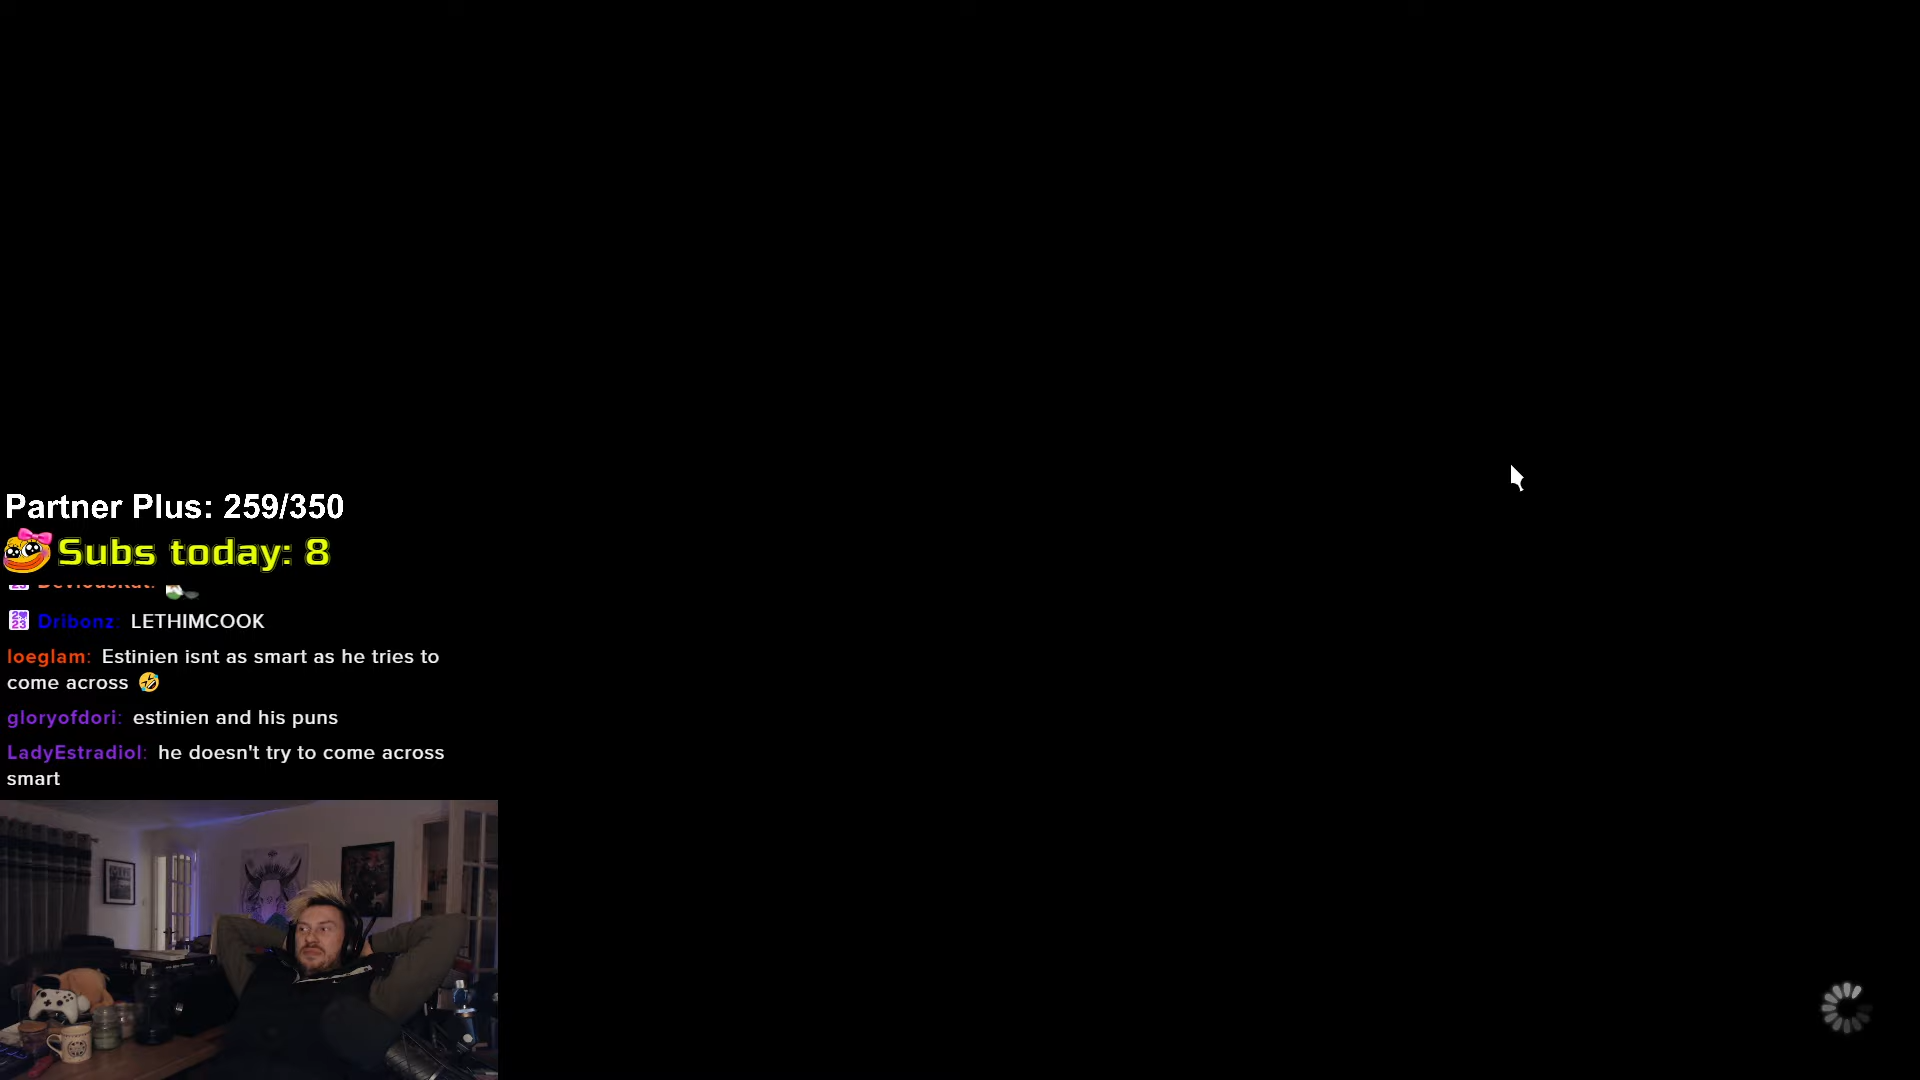 Partner Plus: 259/350
Subs today: 8
DeviousKat:
Dribonz: LETHIMCOOK
loeglam: Estinien isnt as smart as he tries to
come across 🤣
gloryofdori: estinien and his puns
LadyEstradiol: he doesn't try to come across
smart